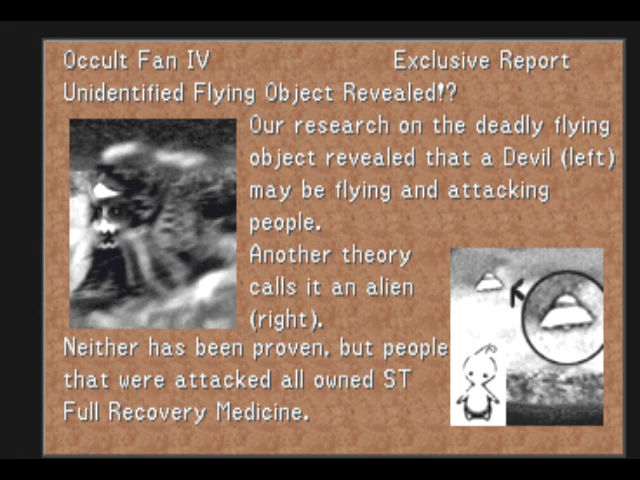 Occult Fan IV Exclusive Report
Unidentified Flying Object Revealed!?
Our research on the deadly flying
object revealed that a Devil (left)
may be flying and attacking
people.
Another theory
calls it an alien
(right).
Neither has been proven. but people
that were attacked all owned ST
Full Recovery Medicine.